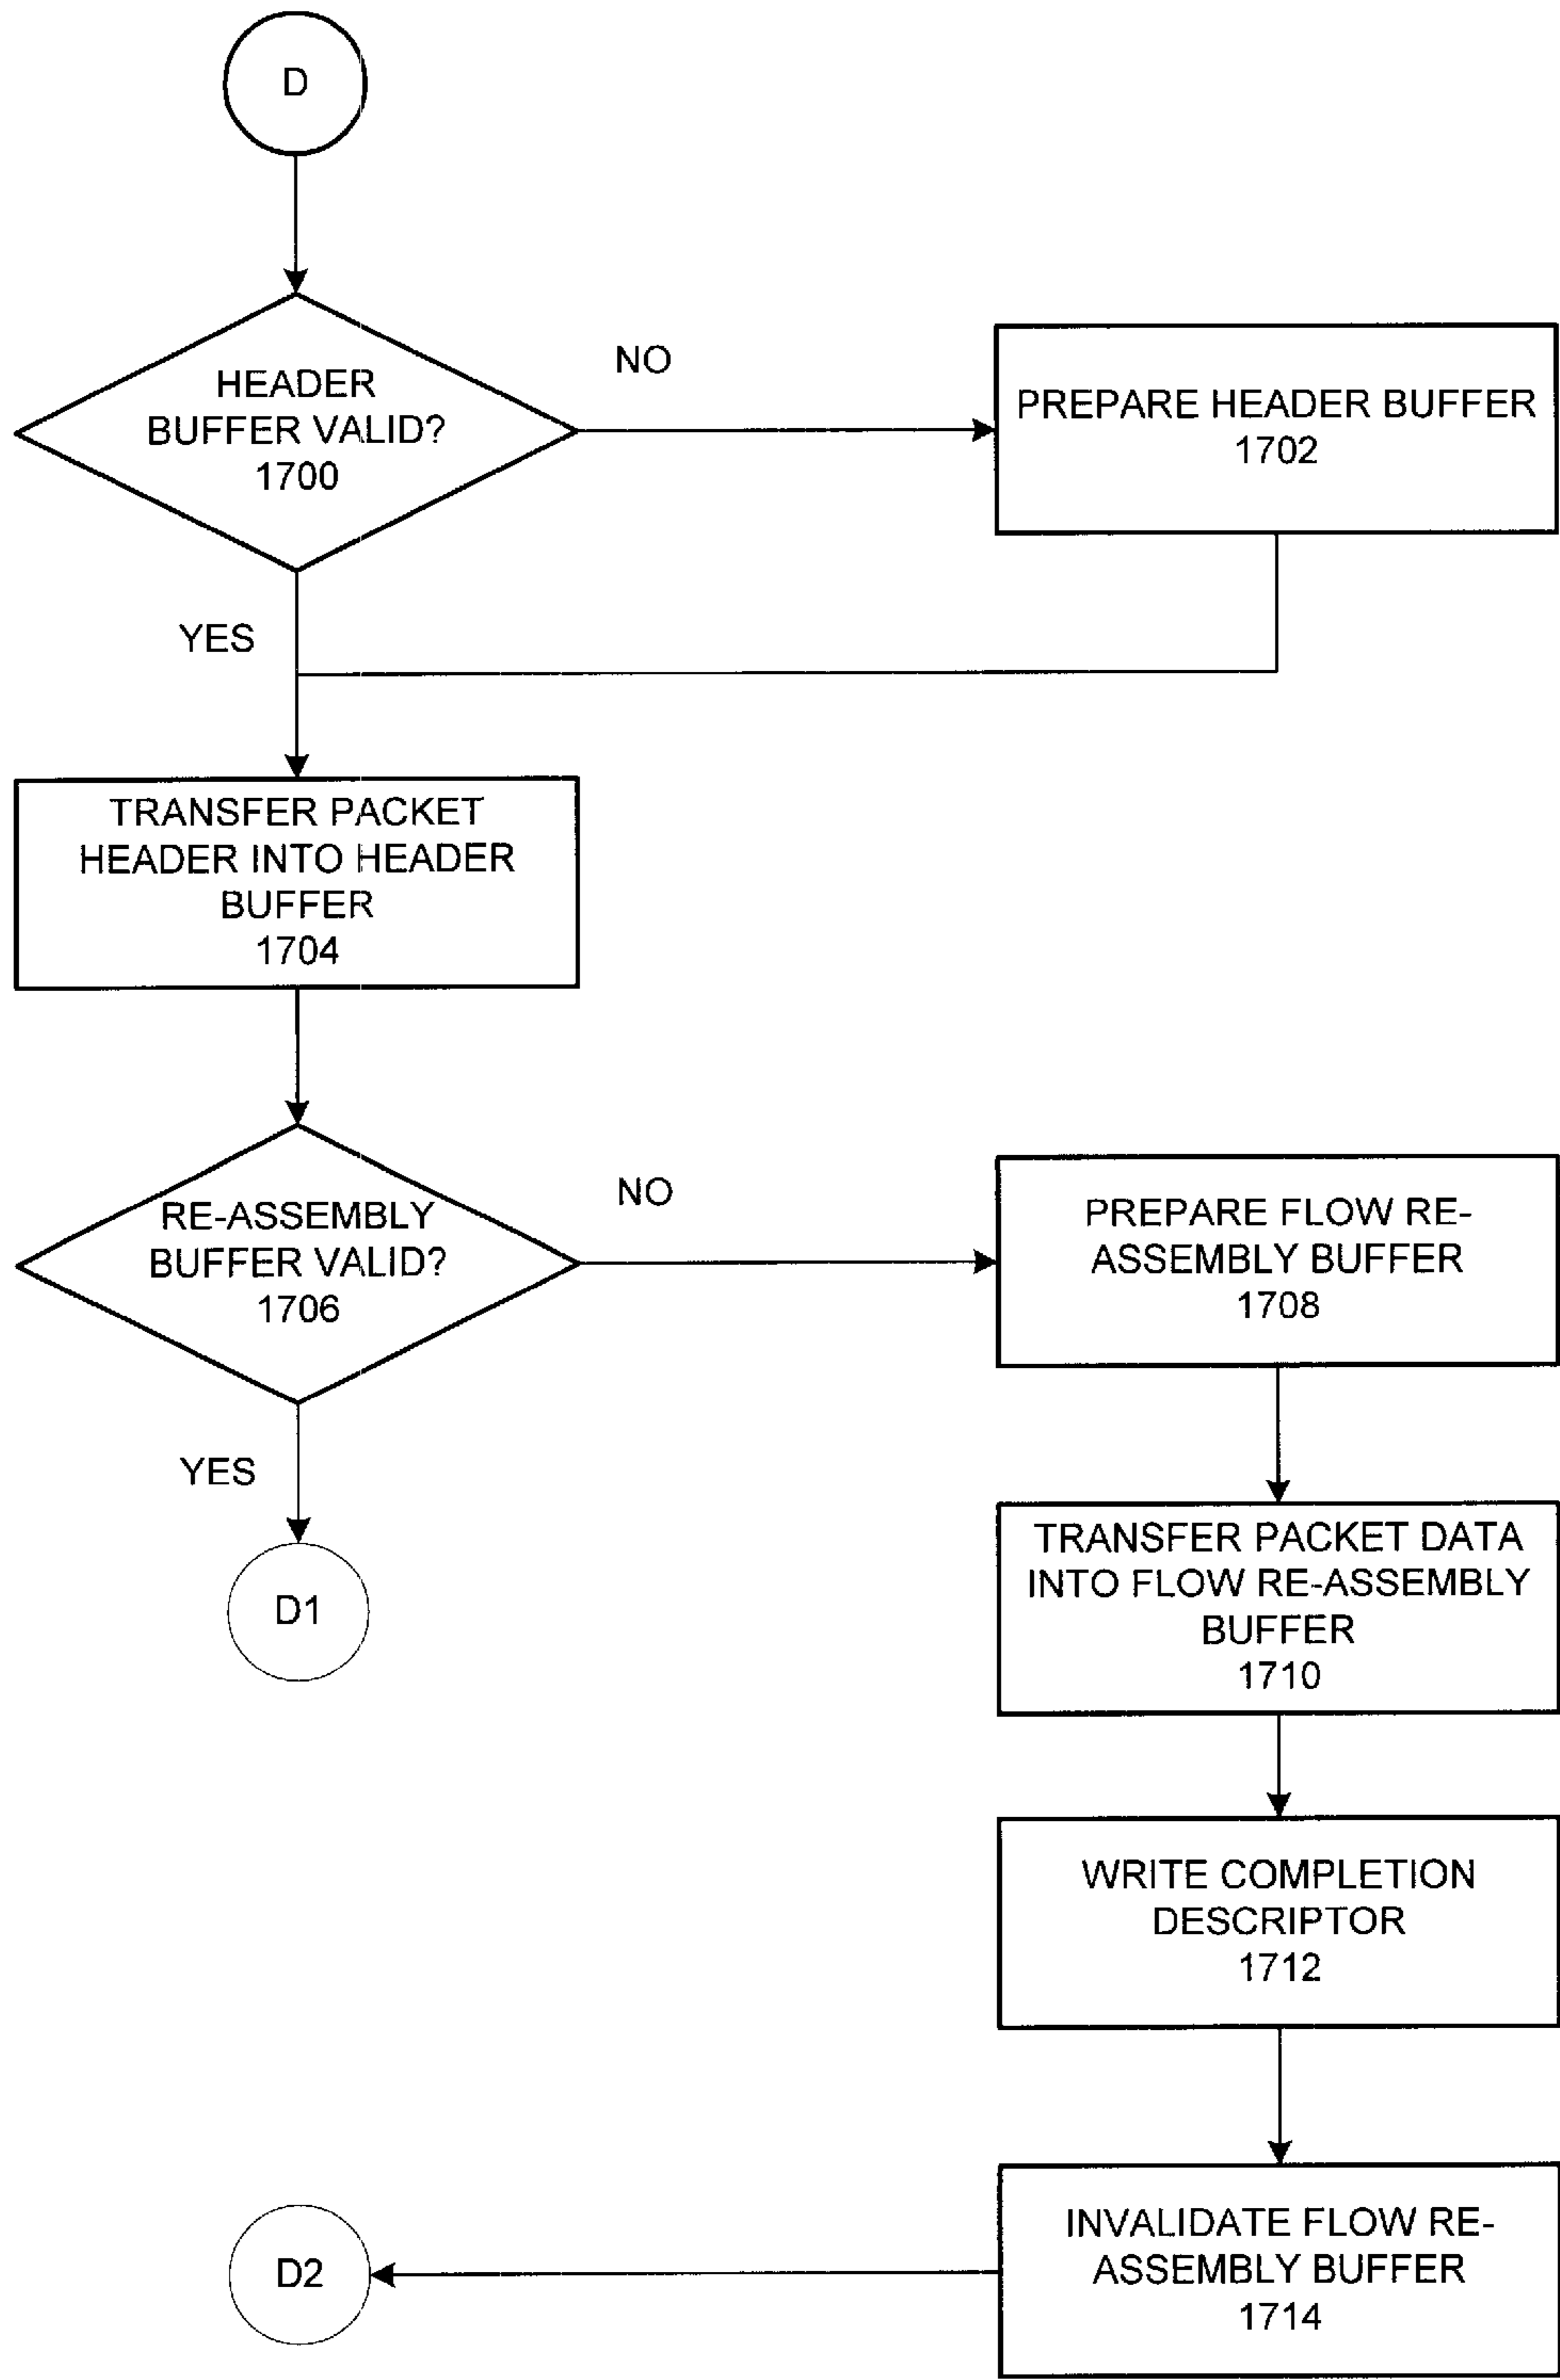 D
HEADER
BUFFER VALID?
1700
NO
PREPARE HEADER BUFFER
1702
YES
TRANSFER PACKET
HEADER INTO HEADER
BUFFER
1704
RE-ASSEMBLY
BUFFER VALID?
1706
NO
PREPARE FLOW RE-
ASSEMBLY BUFFER
1708
YES
D1
TRANSFER PACKET DATA
INTO FLOW RE-ASSEMBLY
BUFFER
1710
WRITE COMPLETION
DESCRIPTOR
1712
INVALIDATE FLOW RE-
ASSEMBLY BUFFER
1714
D2